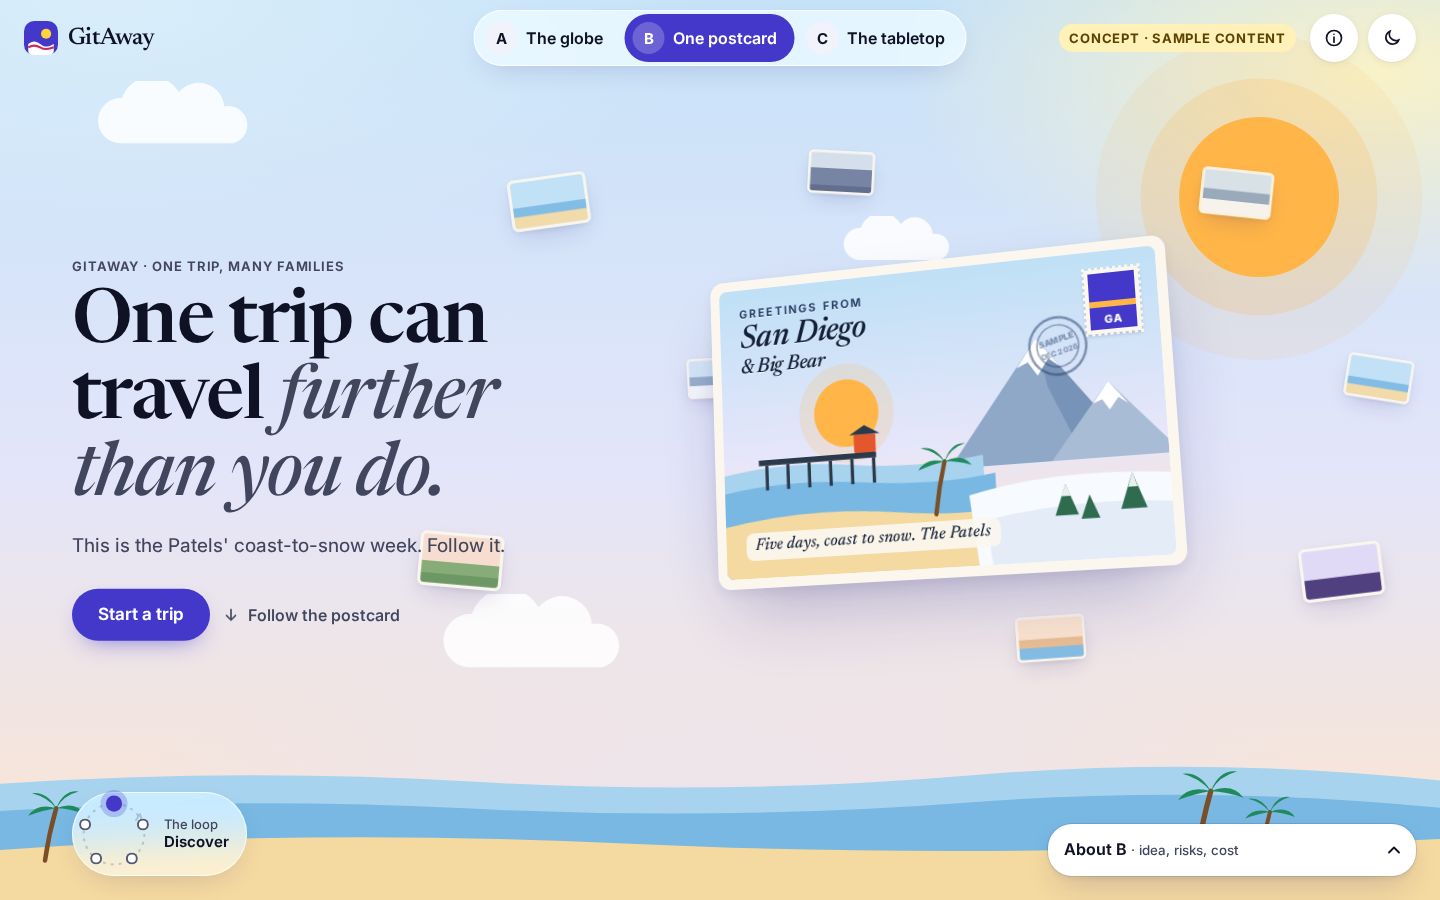 GitAway
A The globe
B One postcard
C The tabletop
CONCEPT · SAMPLE CONTENT
GITAWAY · ONE TRIP, MANY FAMILIES
One trip can
travel further
than you do.
This is the Patels' coast-to-snow week. Follow it.
Start a trip
↓ Follow the postcard
GREETINGS FROM
San Diego
& Big Bear
GA
SAMPLE
DEC 2026
Five days, coast to snow. The Patels
The loop
Discover
About B · idea, risks, cost